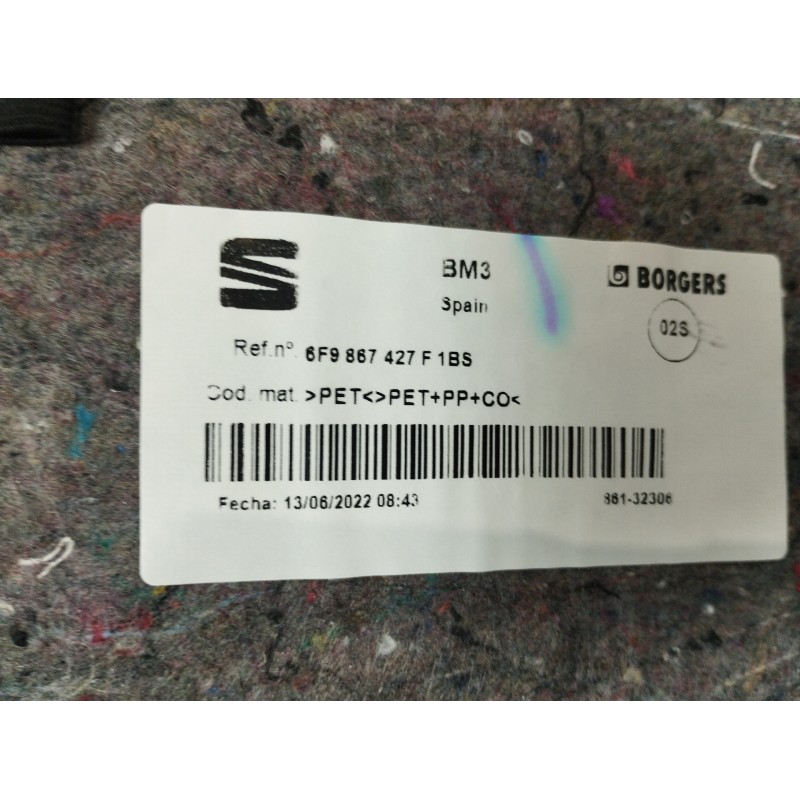 BM3
BORGERS
Spain
02S
Ref.nº. 6F9 867 427 F 1BS
Cod. mat. >PET<>PET+PP+CO<
Fecha: 13/06/2022 08:43
861-32306